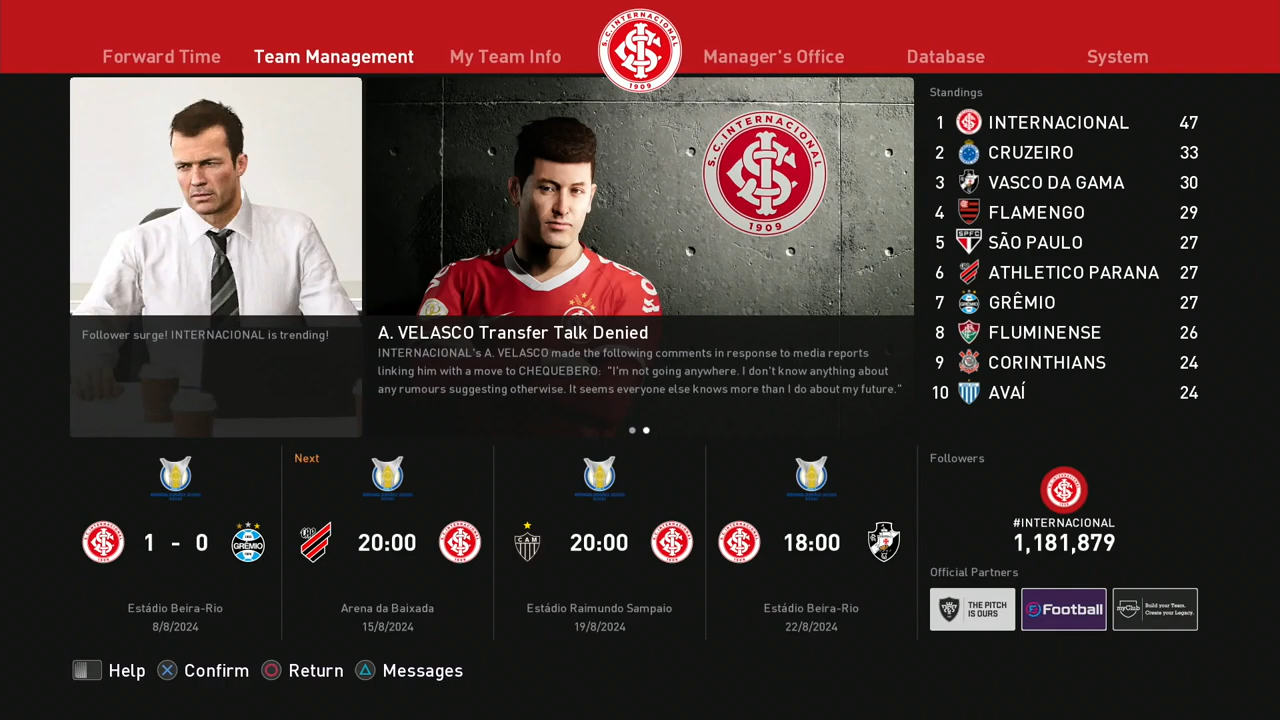 Forward Time
Team Management
My Team Info
S.C. INTERNACIONAL
1909
Manager's Office
Database
System
Follower surge! INTERNACIONAL is trending!
S.C. INTERNACIONAL
1909
A. VELASCO Transfer Talk Denied
INTERNACIONAL's A. VELASCO made the following comments in response to media reports
linking him with a move to CHEQUEBERO: "I'm not going anywhere. I don't know anything about
any rumours suggesting otherwise. It seems everyone else knows more than I do about my future."
Standings
1 INTERNACIONAL 47
2 CRUZEIRO 33
3 VASCO DA GAMA 30
4 FLAMENGO 29
5 SPFC SÃO PAULO 27
6 ATHLETICO PARANA 27
7 GRÊMIO 27
8 FLUMINENSE 26
9 CORINTHIANS 24
10 AVAÍ 24
1 - 0
GRÊMIO
Estádio Beira-Rio
8/8/2024
Next
20:00
Arena da Baixada
15/8/2024
CAM
20:00
Estádio Raimundo Sampaio
19/8/2024
18:00
Estádio Beira-Rio
22/8/2024
Followers
#INTERNACIONAL
1,181,879
Official Partners
THE PITCH
IS OURS
eFootball
myClub
Build your Team.
Create your Legacy.
Help
Confirm
Return
Messages